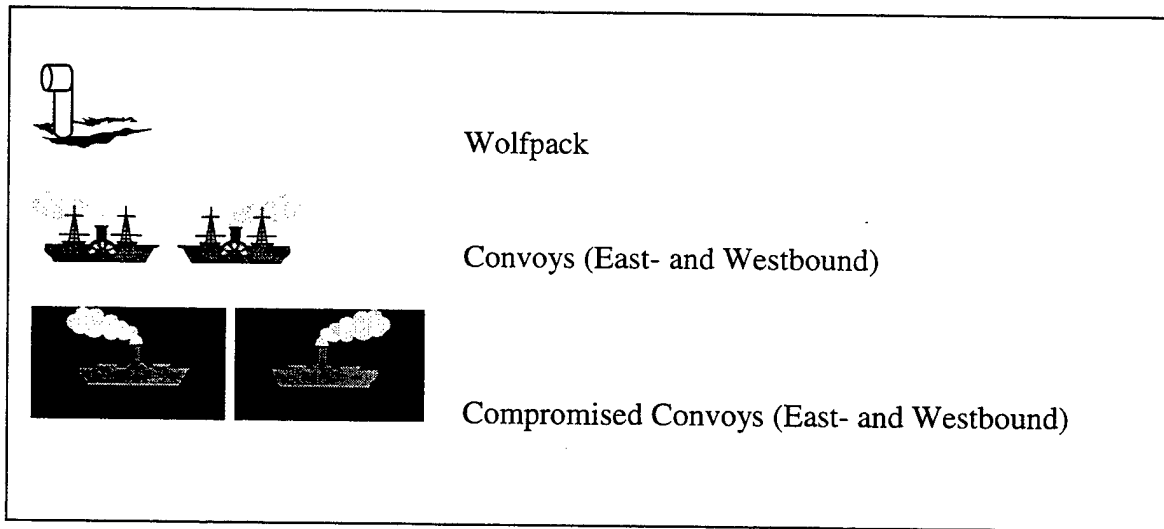 Wolfpack
Convoys (East- and Westbound)
Compromised Convoys (East- and Westbound)